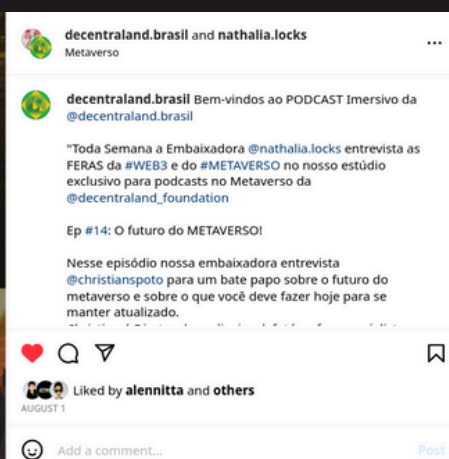 decentraland.brasil and nathalia.locks
Metaverso
decentraland.brasil Bem-vindos ao PODCAST Imersivo da
@decentraland.brasil
"Toda Semana a Embaixadora @nathalia.locks entrevista as
FERAS da #WEB3 e do #METAVERSO no nosso estúdio
exclusivo para podcasts no Metaverso da
@decentraland_foundation
Ep #14: O futuro do METAVERSO!
Nesse episódio nossa embaixadora entrevista
@christianspoto para um bate papo sobre o futuro do
metaverso e sobre o que você deve fazer hoje para se
manter atualizado.
Liked by alennitta and others
AUGUST 1
Add a comment...
Post